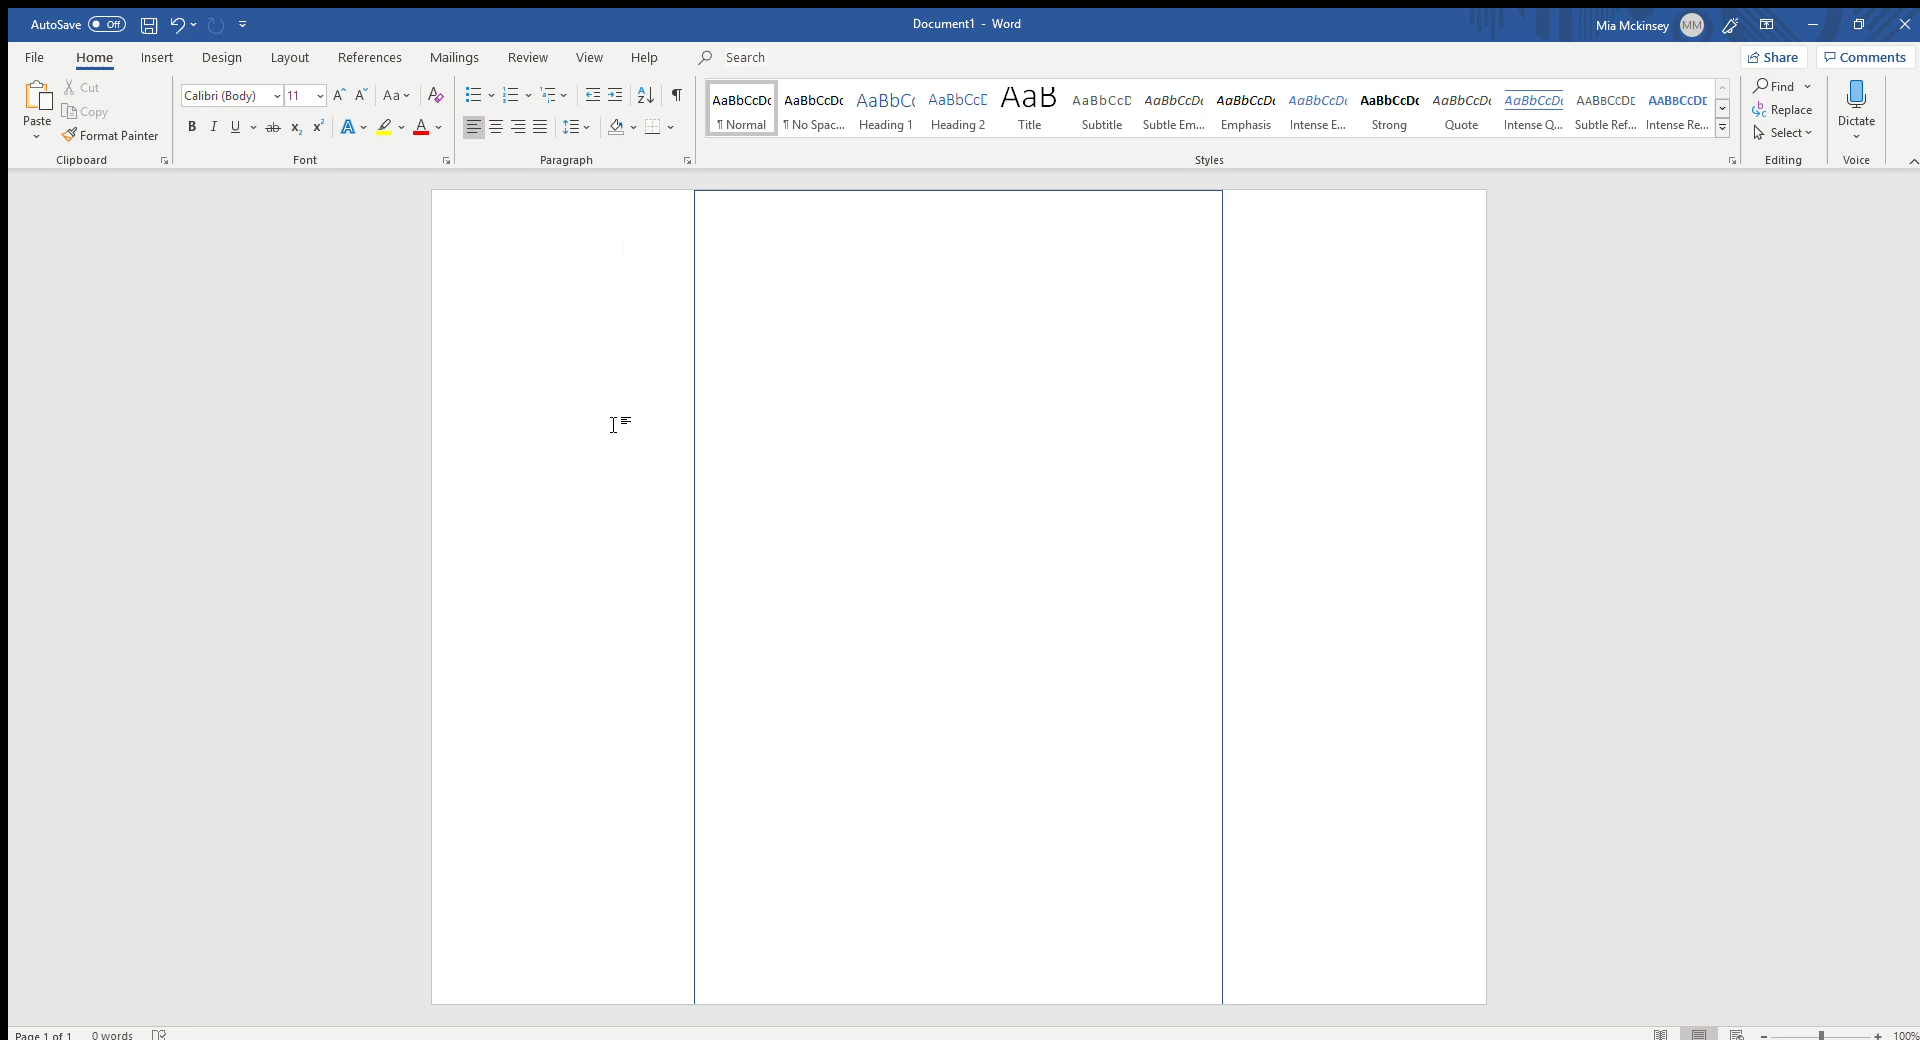 AutoSave Off Document1 - Word Mia Mckinsey MM
File Home Insert Design Layout References Mailings Review View Help Search Share Comments
Paste Cut Copy Format Painter
Clipboard
Calibri (Body) 11 Aa
B I U ab x₂ x² A A
Font
Paragraph
AaBbCcDc AaBbCcDc AaBbCc AaBbCcD AaB AaBbCcD AaBbCcDc AaBbCcDc AaBbCcDc AaBbCcDc AaBbCcDc AaBbCcDc AABBCCDD AABBCCDD
¶ Normal ¶ No Spac... Heading 1 Heading 2 Title Subtitle Subtle Em... Emphasis Intense E... Strong Quote Intense Q... Subtle Ref... Intense Re...
Styles
Find
Replace
Select
Editing
Dictate
Voice
Page 1 of 1 0 words 100%